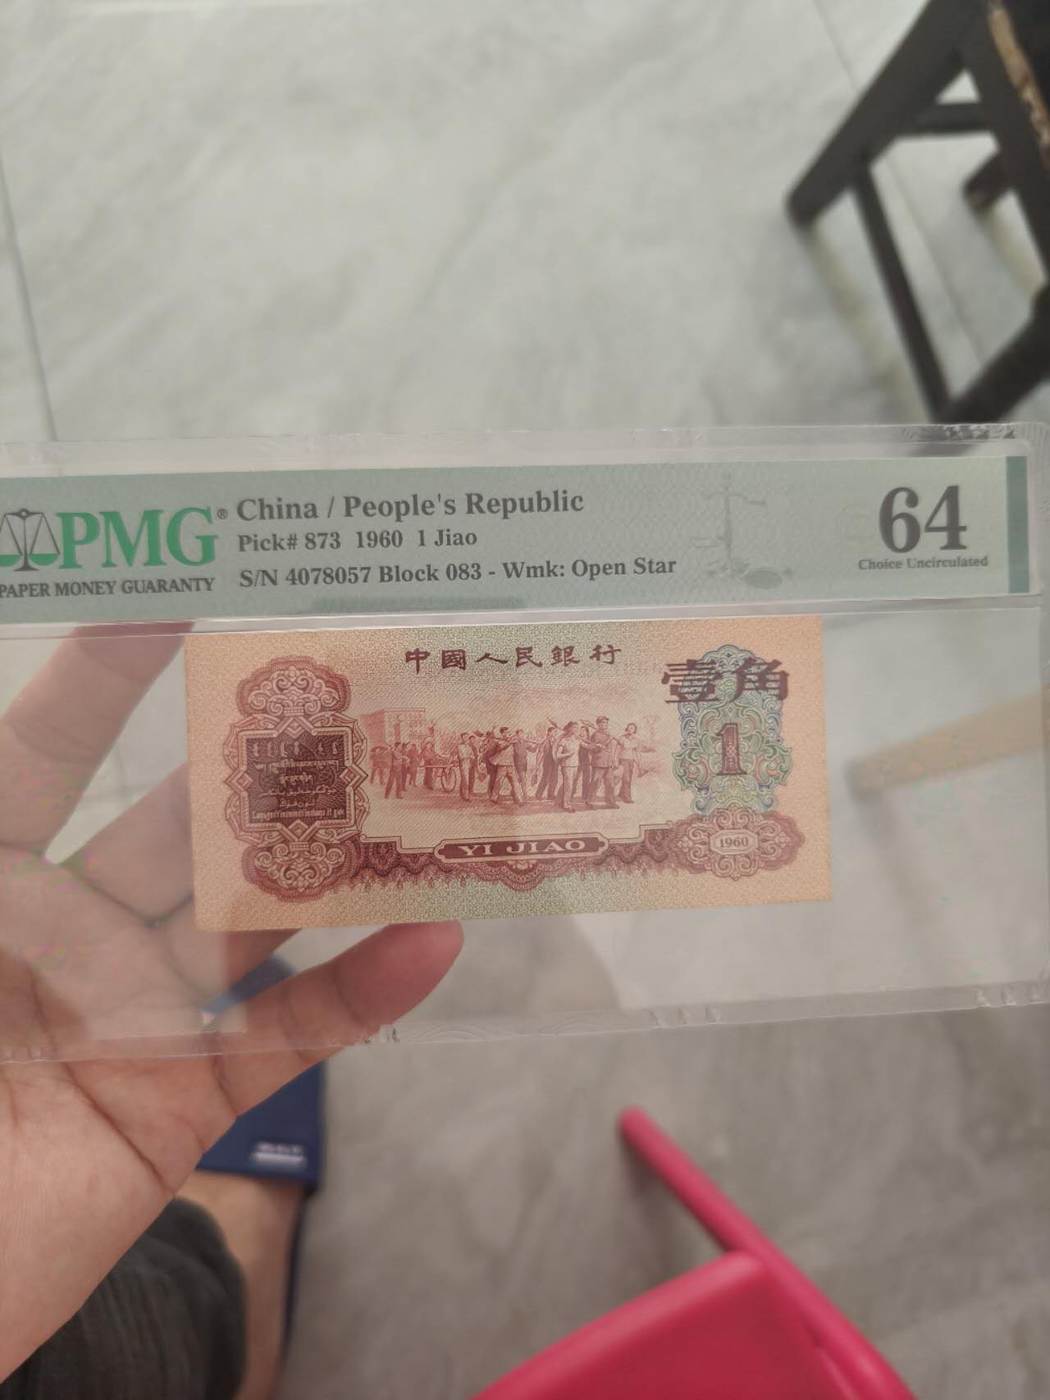 PMG®
PAPER MONEY GUARANTY
China / People's Republic
Pick# 873 1960 1 Jiao
S/N 4078057 Block 083 - Wmk: Open Star
64
Choice Uncirculated
中國人民銀行
壹角
1
YI JIAO
1960